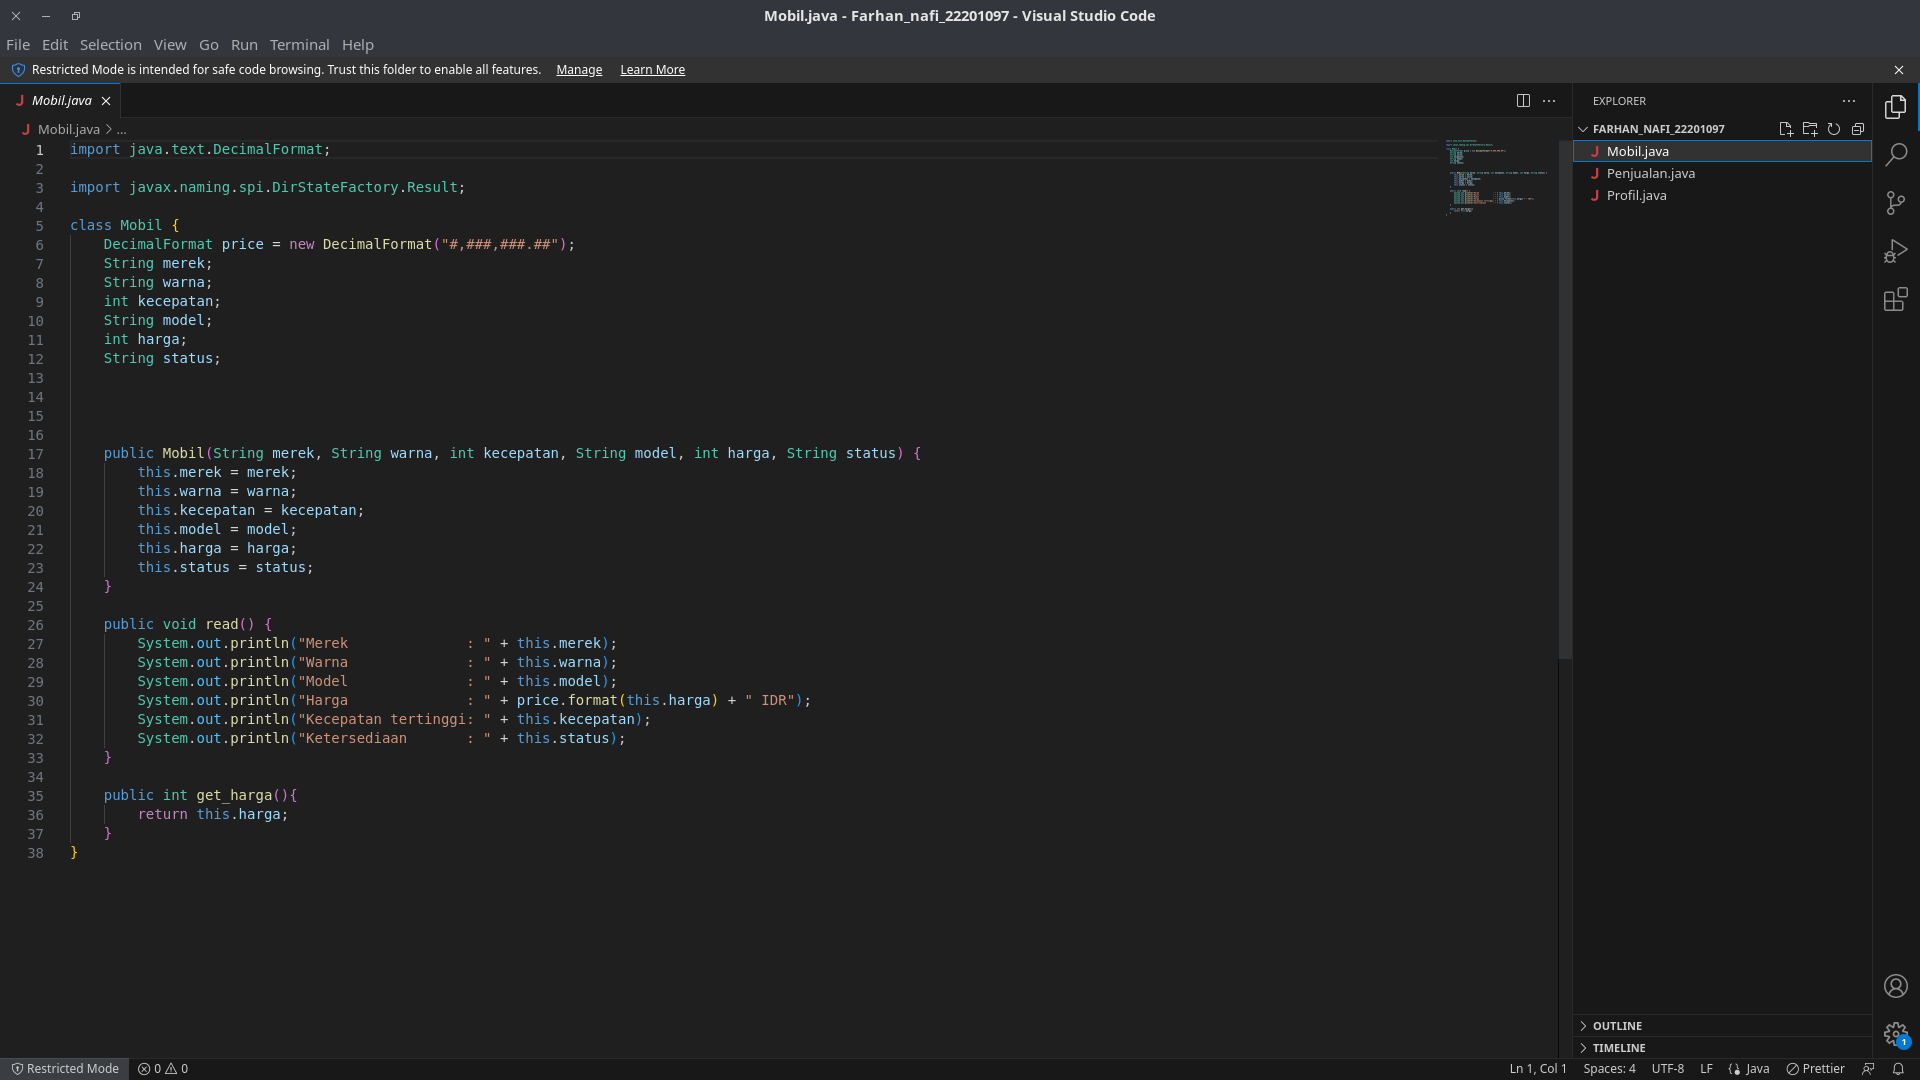 Mobil.java - Farhan_nafi_22201097 - Visual Studio Code
File Edit Selection View Go Run Terminal Help
Restricted Mode is intended for safe code browsing. Trust this folder to enable all features. Manage Learn More
Mobil.java
Mobil.java > ...
1 import java.text.DecimalFormat;
2
3 import javax.naming.spi.DirStateFactory.Result;
4
5 class Mobil {
6     DecimalFormat price = new DecimalFormat("#,###,###.##");
7     String merek;
8     String warna;
9     int kecepatan;
10     String model;
11     int harga;
12     String status;
13
14
15
16
17     public Mobil(String merek, String warna, int kecepatan, String model, int harga, String status) {
18         this.merek = merek;
19         this.warna = warna;
20         this.kecepatan = kecepatan;
21         this.model = model;
22         this.harga = harga;
23         this.status = status;
24     }
25
26     public void read() {
27         System.out.println("Merek              : " + this.merek);
28         System.out.println("Warna              : " + this.warna);
29         System.out.println("Model              : " + this.model);
30         System.out.println("Harga              : " + price.format(this.harga) + " IDR");
31         System.out.println("Kecepatan tertinggi: " + this.kecepatan);
32         System.out.println("Ketersediaan       : " + this.status);
33     }
34
35     public int get_harga(){
36         return this.harga;
37     }
38 }
EXPLORER
FARHAN_NAFI_22201097
Mobil.java
Penjualan.java
Profil.java
OUTLINE
TIMELINE
1
Restricted Mode 0 0 Ln 1, Col 1 Spaces: 4 UTF-8 LF Java Prettier